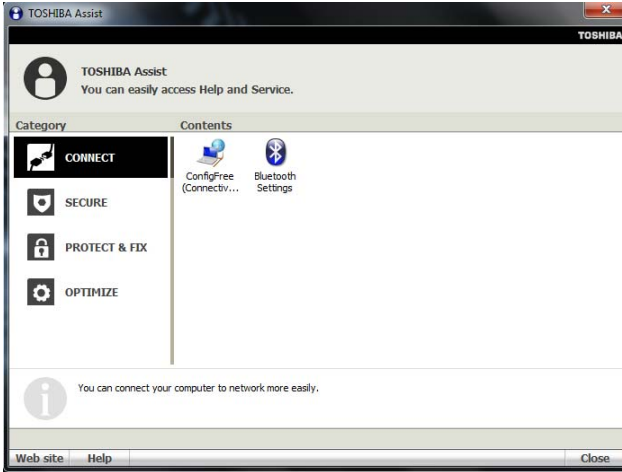 TOSHIBA Assist
TOSHIBA
TOSHIBA Assist
You can easily access Help and Service.
Category
Contents
CONNECT
SECURE
PROTECT & FIX
OPTIMIZE
ConfigFree
(Connectiv...
Bluetooth
Settings
You can connect your computer to network more easily.
Web site
Help
Close